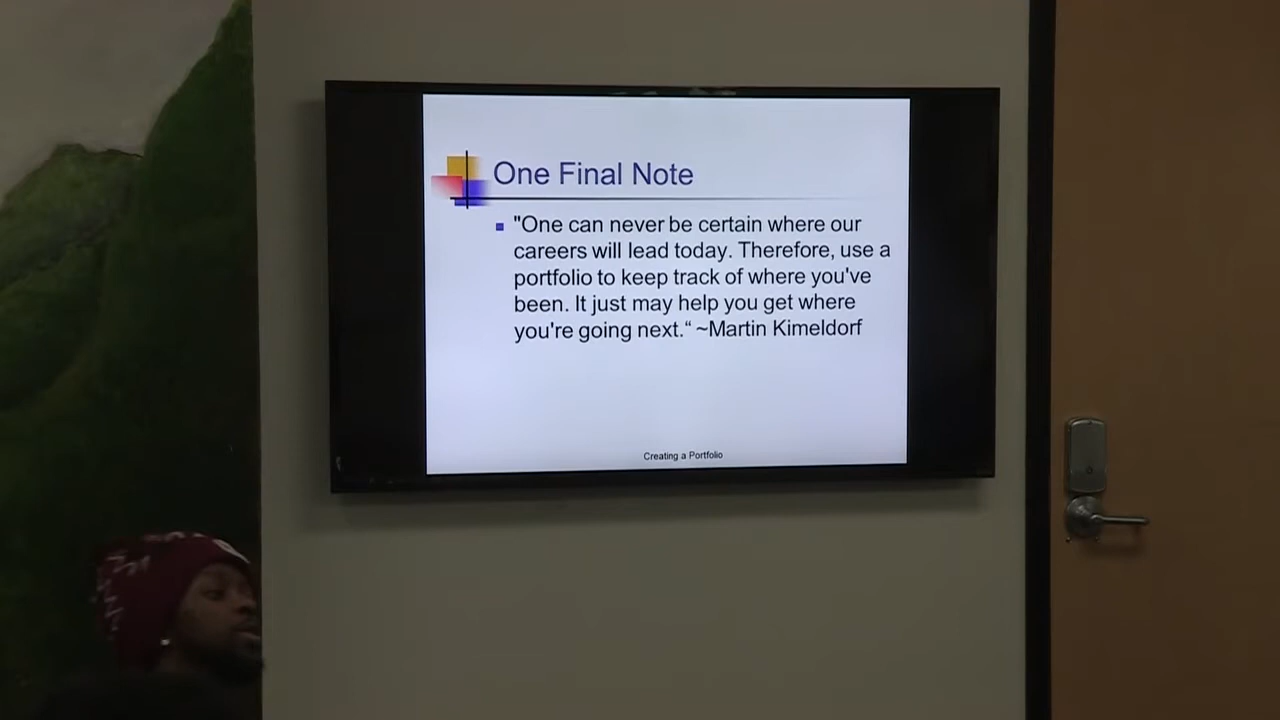 One Final Note
"One can never be certain where our
careers will lead today. Therefore, use a
portfolio to keep track of where you've
been. It just may help you get where
you're going next.“ ~Martin Kimeldorf
Creating a Portfolio